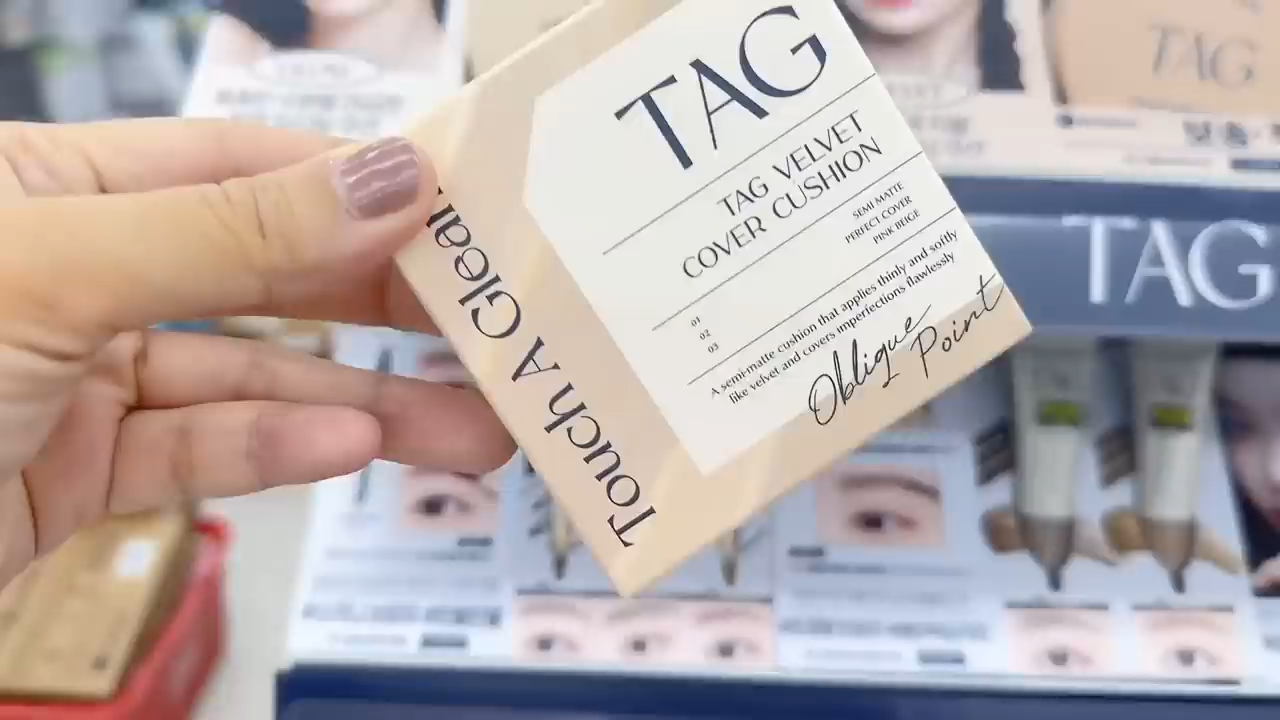 TAG
TAG VELVET
COVER CUSHION
SEMI MATTE
PERFECT COVER
PINK BEIGE
01
02
03
A semi-matte cushion that applies thinly and softly
like velvet and covers imperfections flawlessly
Oblique
Point
Touch A Gleam
TAG
TAG